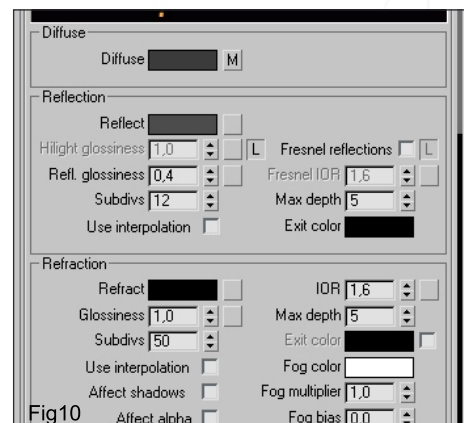 Diffuse
Diffuse M
Reflection
Reflect
Hilight glossiness 1,0 L Fresnel reflections L
Refl. glossiness 0,4 Fresnel IOR 1,6
Subdivs 12 Max depth 5
Use interpolation Exit color
Refraction
Refract IOR 1,6
Glossiness 1,0 Max depth 5
Subdivs 50 Exit color
Use interpolation Fog color
Affect shadows Fog multiplier 1,0
Fig10 Affect alpha Fog bias 0,0